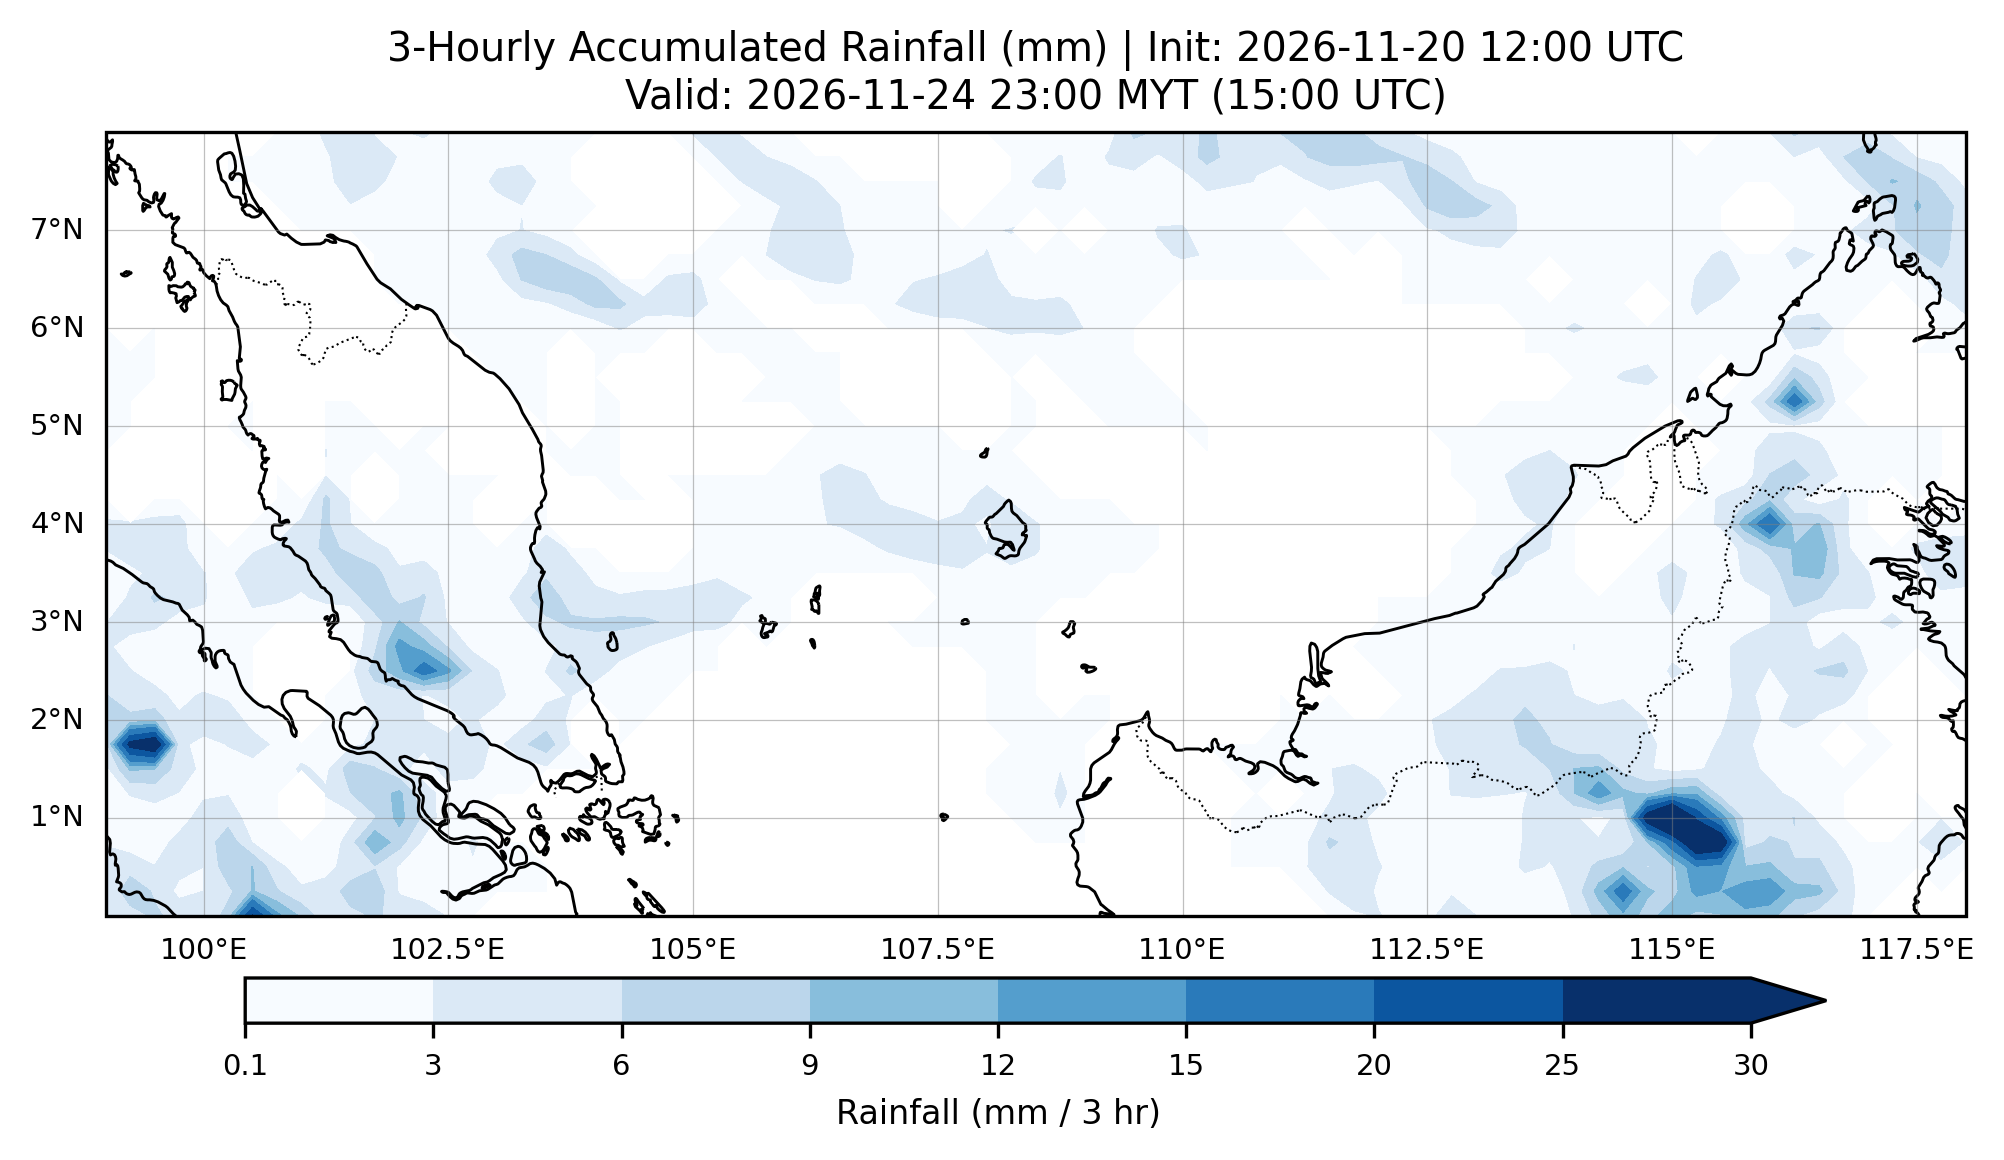 3-Hourly Accumulated Rainfall (mm) | Init: 2026-11-20 12:00 UTC
Valid: 2026-11-24 23:00 MYT (15:00 UTC)
7°N
6°N
5°N
4°N
3°N
2°N
1°N
100°E 102.5°E 105°E 107.5°E 110°E 112.5°E 115°E 117.5°E
0.1 3 6 9 12 15 20 25 30
Rainfall (mm / 3 hr)